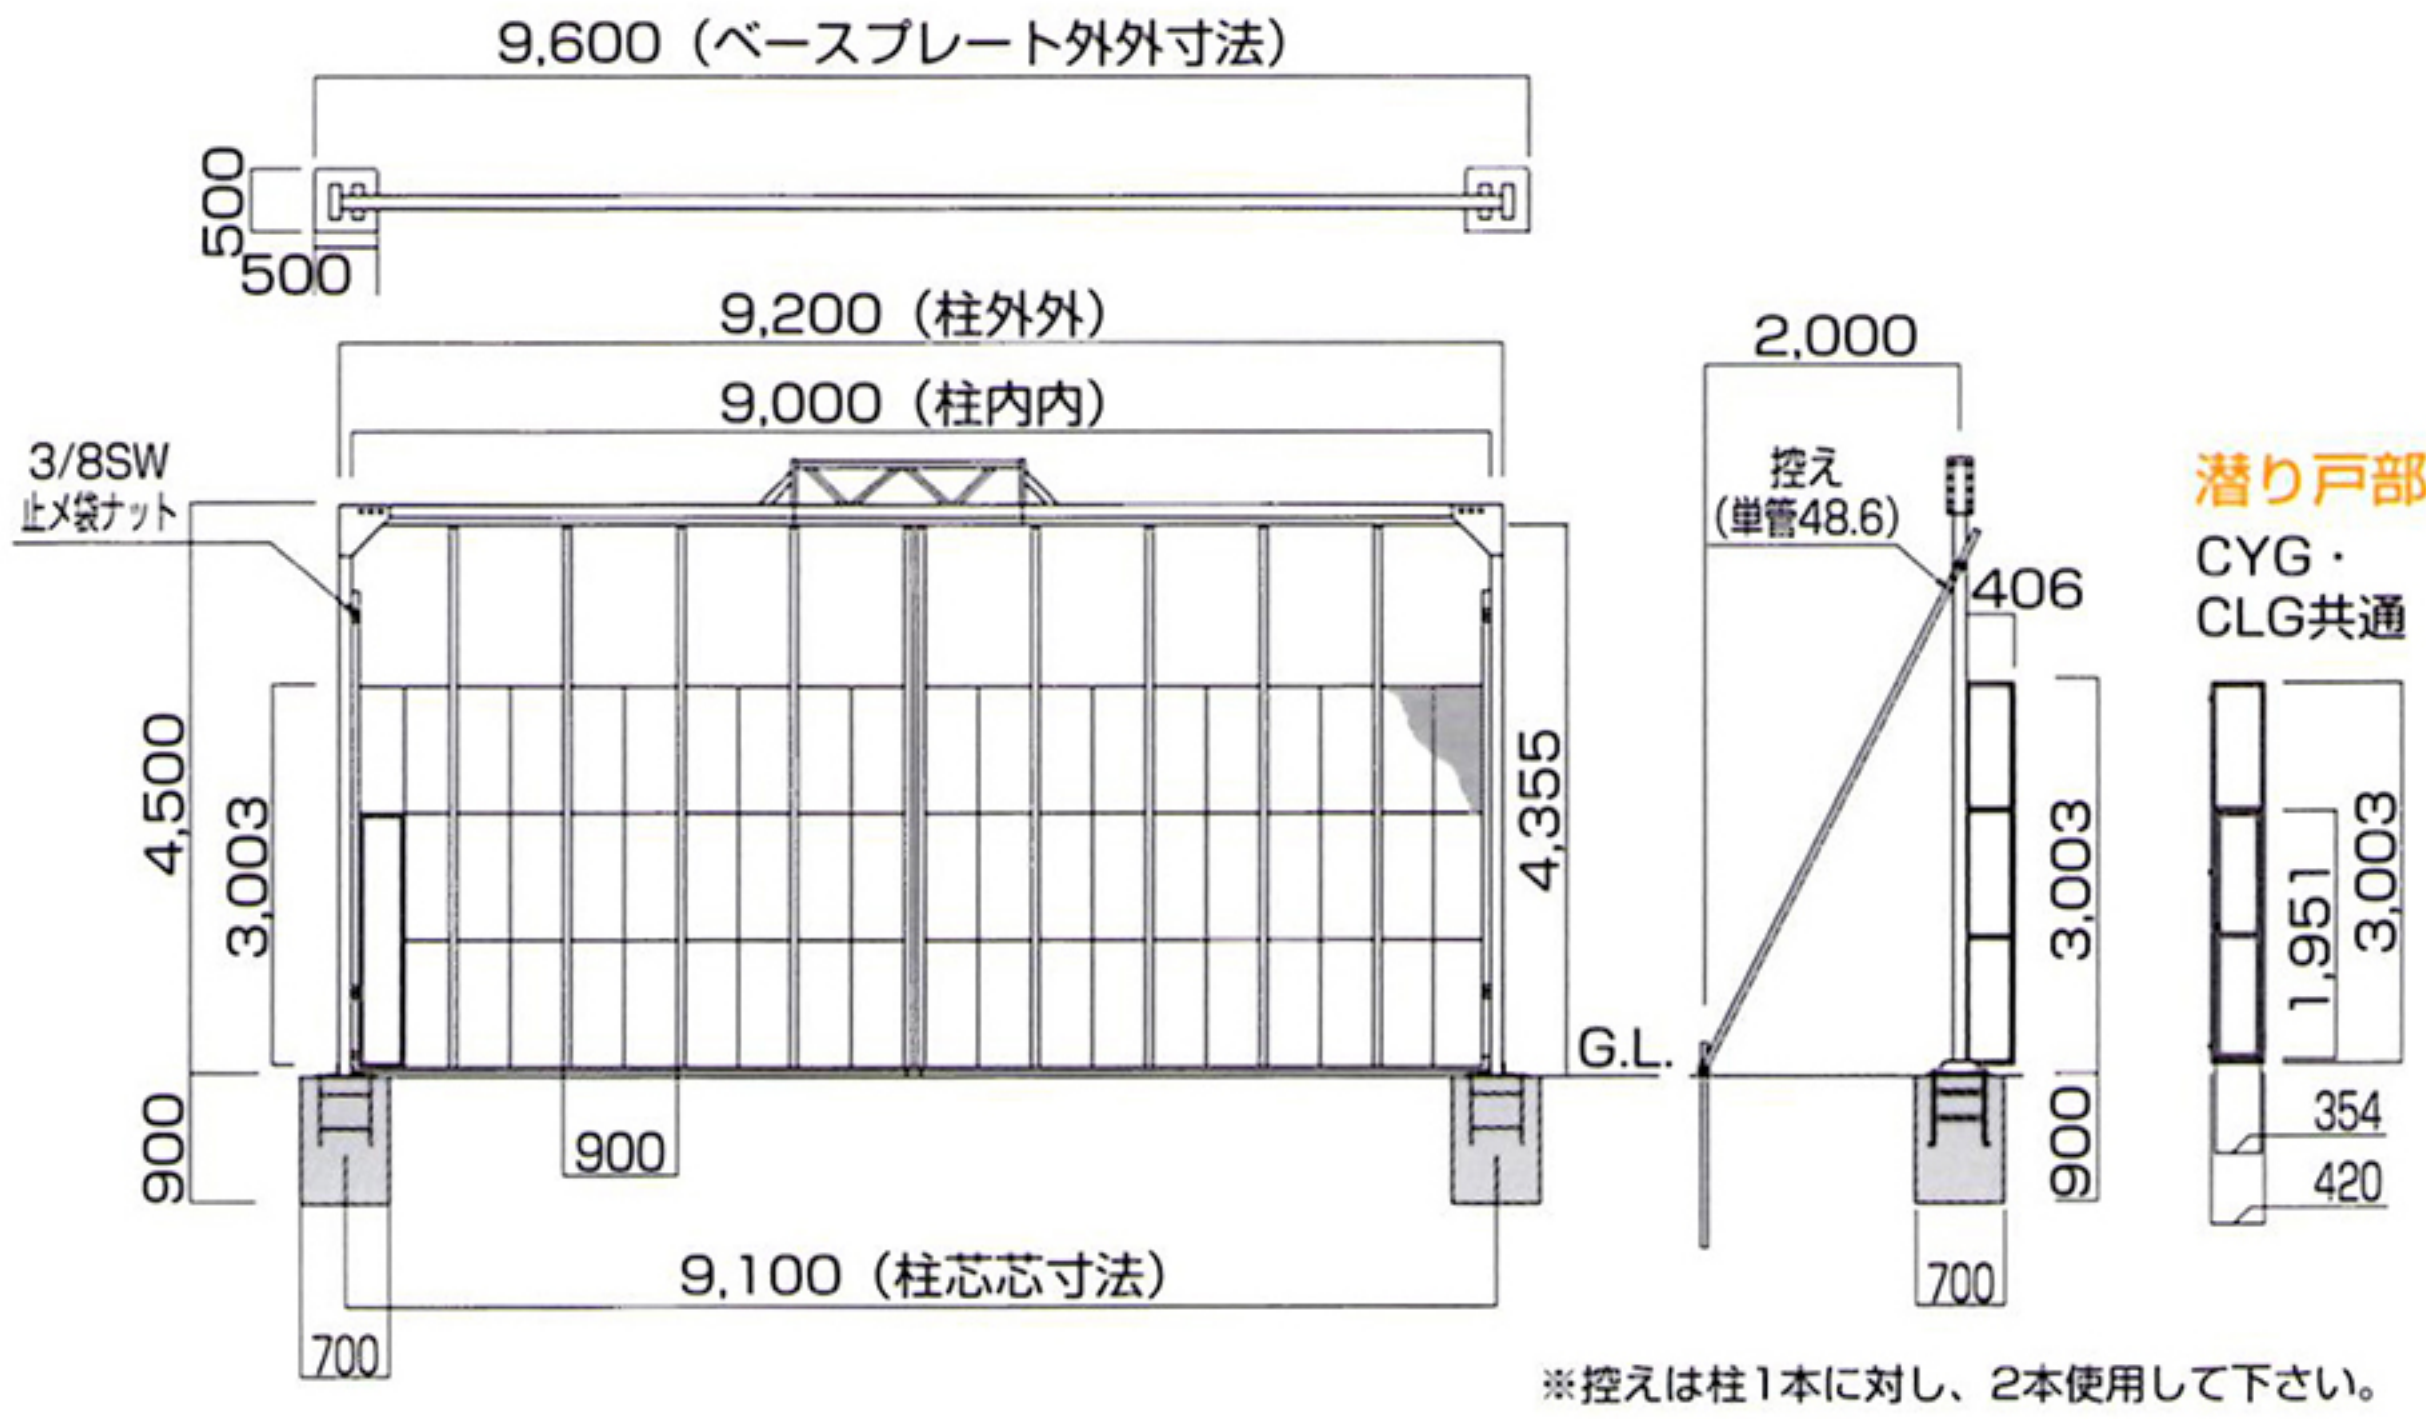 9,600（ベースプレート外外寸法）
500
500
9,200（柱外外）
9,000（柱内内）
2,000
3/8SW
止メ袋ナット
控え
（単管48.6）
406
潜り戸部
CYG・
CLG共通
4,500
3,003
4,355
3,003
1,951
3,003
G.L.
900
900
900
354
420
9,100（柱芯芯寸法）
700
700
※控えは柱1本に対し、2本使用して下さい。